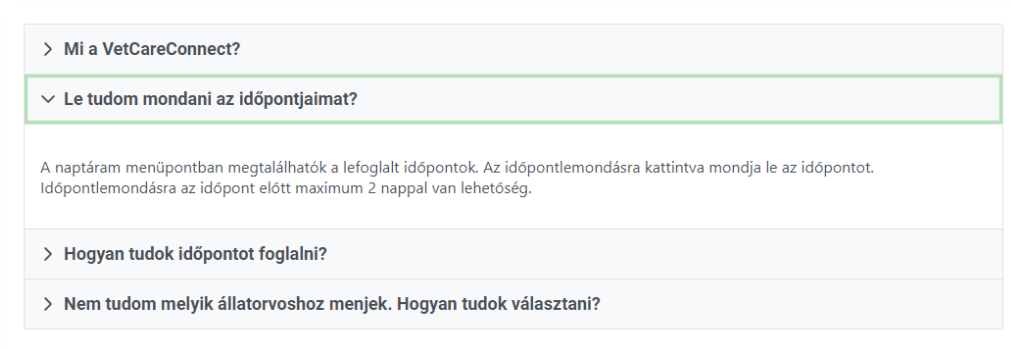 Mi a VetCareConnect?
Le tudom mondani az időpontjaimat?
A naptáram menüpontban megtalálhatók a lefoglalt időpontok. Az időpontlemondásra kattintva mondja le az időpontot.
Időpontlemondásra az időpont előtt maximum 2 nappal van lehetőség.
Hogyan tudok időpontot foglalni?
Nem tudom melyik állatorvoshoz menjek. Hogyan tudok választani?